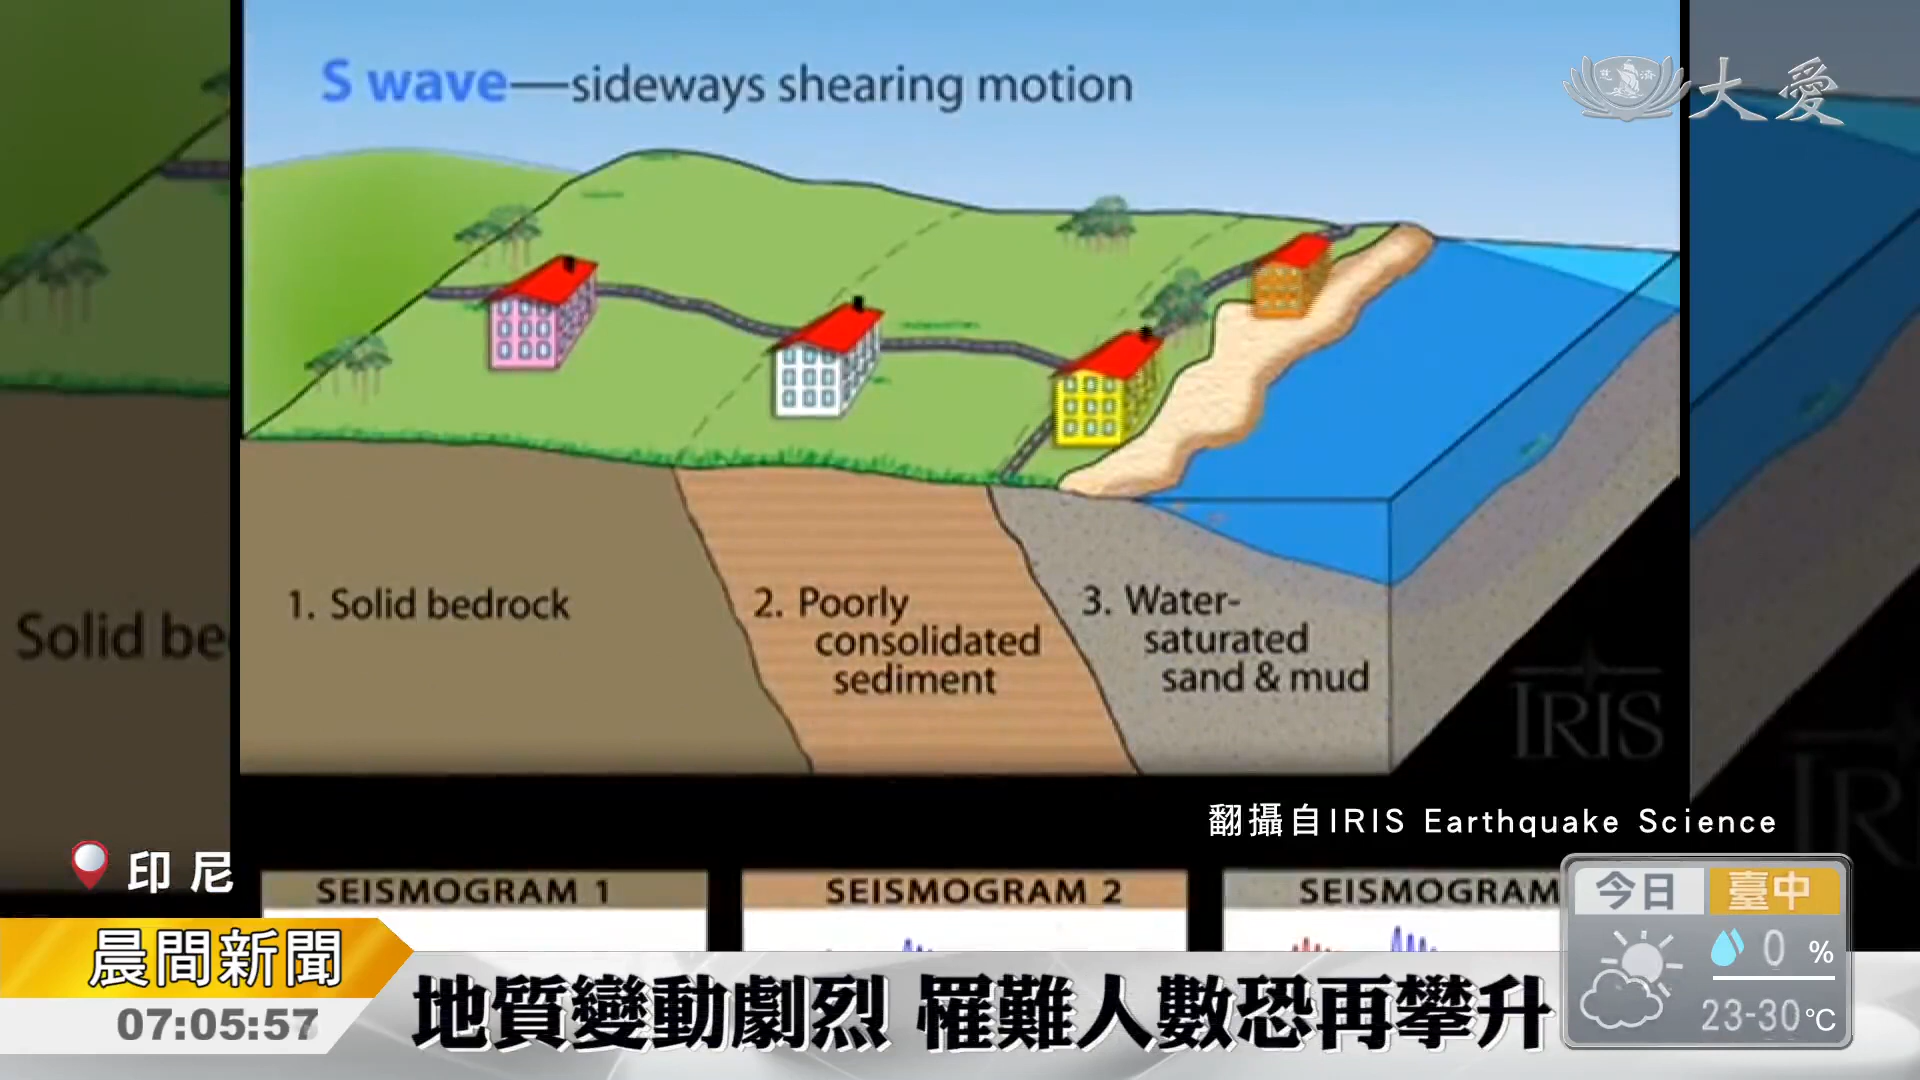 S wave—sideways shearing motion
大愛
慈濟
1. Solid bedrock
2. Poorly
consolidated
sediment
3. Water-
saturated
sand & mud
Solid be
IRIS
翻攝自IRIS Earthquake Science
印尼
SEISMOGRAM 1
SEISMOGRAM 2
SEISMOGRAM
今日
臺中
0 %
23-30°C
晨間新聞
07:05:57
地質變動劇烈 罹難人數恐再攀升